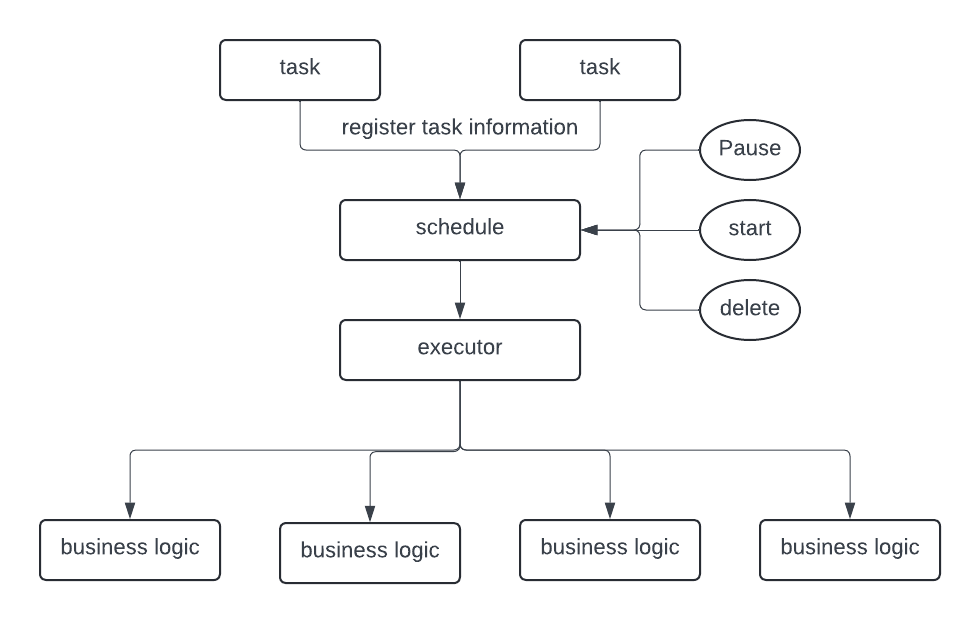 task
task
register task information
Pause
schedule
start
delete
executor
business logic
business logic
business logic
business logic